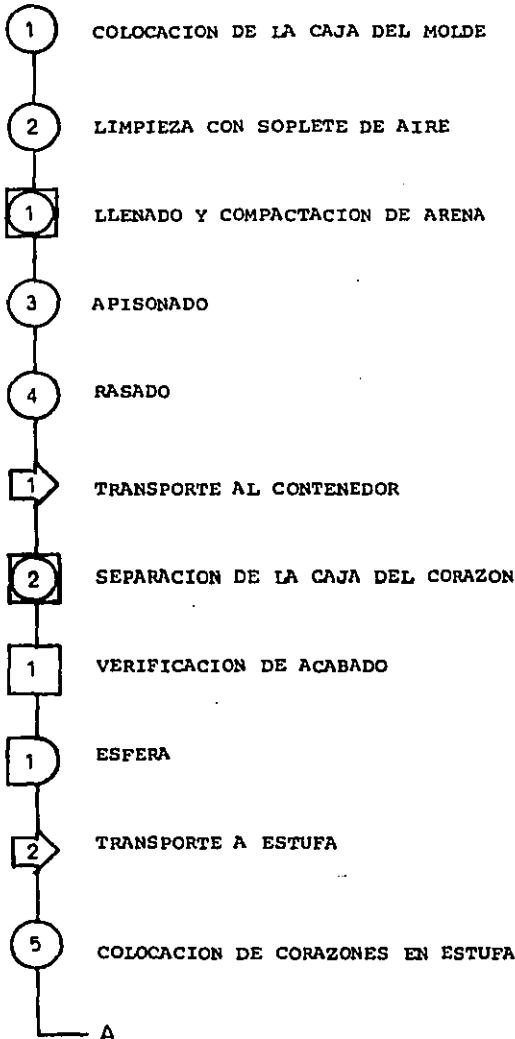 1 COLOCACION DE LA CAJA DEL MOLDE
2 LIMPIEZA CON SOPLETE DE AIRE
1 LLENADO Y COMPACTACION DE ARENA
3 APISONADO
4 RASADO
1 TRANSPORTE AL CONTENEDOR
2 SEPARACION DE LA CAJA DEL CORAZON
1 VERIFICACION DE ACABADO
1 ESFERA
2 TRANSPORTE A ESTUFA
5 COLOCACION DE CORAZONES EN ESTUFA
A